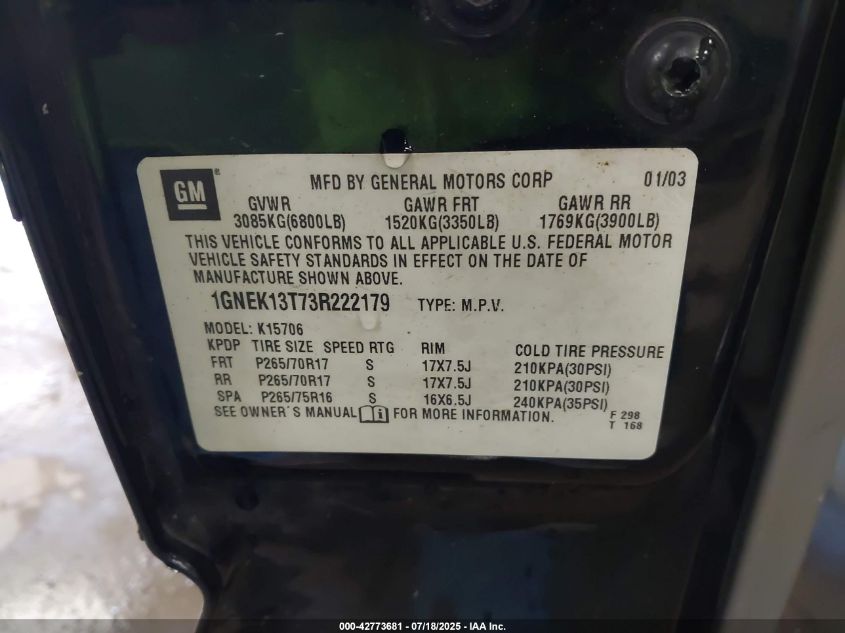 GM ®
MFD BY GENERAL MOTORS CORP 01/03
GVWR GAWR FRT GAWR RR
3085KG(6800LB) 1520KG(3350LB) 1769KG(3900LB)
THIS VEHICLE CONFORMS TO ALL APPLICABLE U.S. FEDERAL MOTOR
VEHICLE SAFETY STANDARDS IN EFFECT ON THE DATE OF
MANUFACTURE SHOWN ABOVE.
1GNEK13T73R222179 TYPE: M.P.V.
MODEL: K15706
KPDP TIRE SIZE SPEED RTG RIM COLD TIRE PRESSURE
FRT P265/70R17 S 17X7.5J 210KPA(30PSI)
RR P265/70R17 S 17X7.5J 210KPA(30PSI)
SPA P265/75R16 S 16X6.5J 240KPA(35PSI)
SEE OWNER'S MANUAL FOR MORE INFORMATION.
F 298
T 168
000-42773681 | 07/18/2025 - IAA Inc.